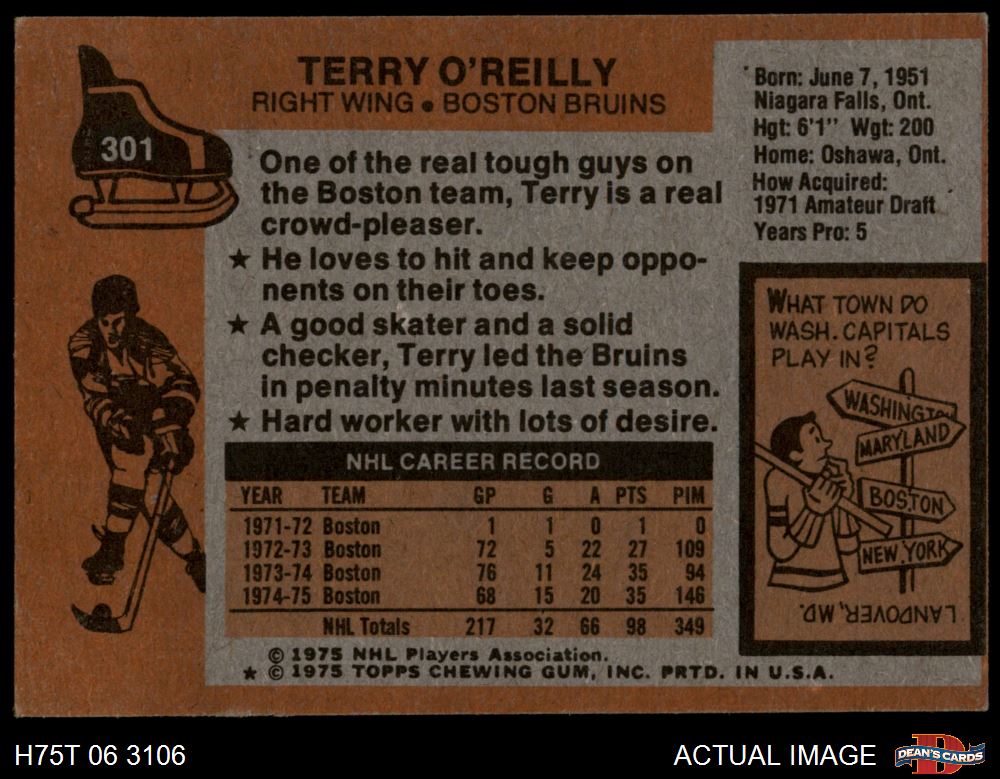 301
TERRY O'REILLY
RIGHT WING • BOSTON BRUINS
One of the real tough guys on
the Boston team, Terry is a real
crowd-pleaser.
★ He loves to hit and keep oppo-
nents on their toes.
★ A good skater and a solid
checker, Terry led the Bruins
in penalty minutes last season.
★ Hard worker with lots of desire.
Born: June 7, 1951
Niagara Falls, Ont.
Hgt: 6'1" Wgt: 200
Home: Oshawa, Ont.
How Acquired:
1971 Amateur Draft
Years Pro: 5
WHAT TOWN DO
WASH. CAPITALS
PLAY IN?
WASHINGTON
MARYLAND
BOSTON
NEW YORK
LANDOVER, MD.
NHL CAREER RECORD
YEAR TEAM GP G A PTS PIM
1971-72 Boston 1 1 0 1 0
1972-73 Boston 72 5 22 27 109
1973-74 Boston 76 11 24 35 94
1974-75 Boston 68 15 20 35 146
NHL Totals 217 32 66 98 349
© 1975 NHL Players Association.
★ © 1975 TOPPS CHEWING GUM, INC. PRTD. IN U.S.A.
H75T 06 3106
ACTUAL IMAGE
D
DEAN'S CARDS